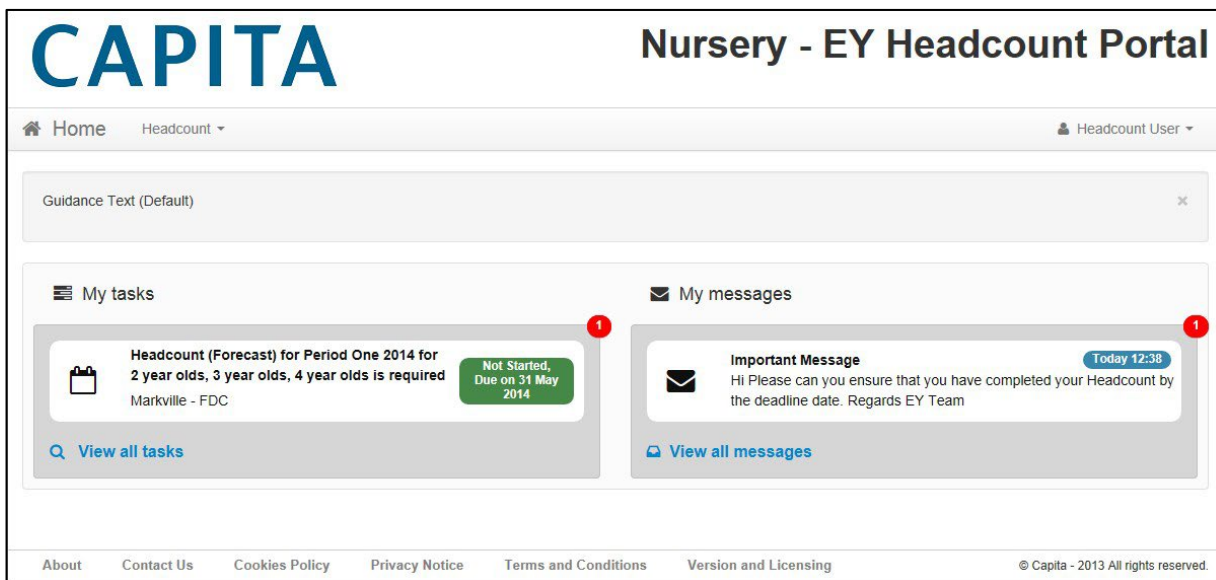 CAPITA
Nursery - EY Headcount Portal
Home
Headcount
Headcount User
Guidance Text (Default)
×
My tasks
1
Headcount (Forecast) for Period One 2014 for
2 year olds, 3 year olds, 4 year olds is required
Markville - FDC
Not Started,
Due on 31 May
2014
View all tasks
My messages
1
Important Message
Today 12:38
Hi Please can you ensure that you have completed your Headcount by
the deadline date. Regards EY Team
View all messages
About
Contact Us
Cookies Policy
Privacy Notice
Terms and Conditions
Version and Licensing
© Capita - 2013 All rights reserved.